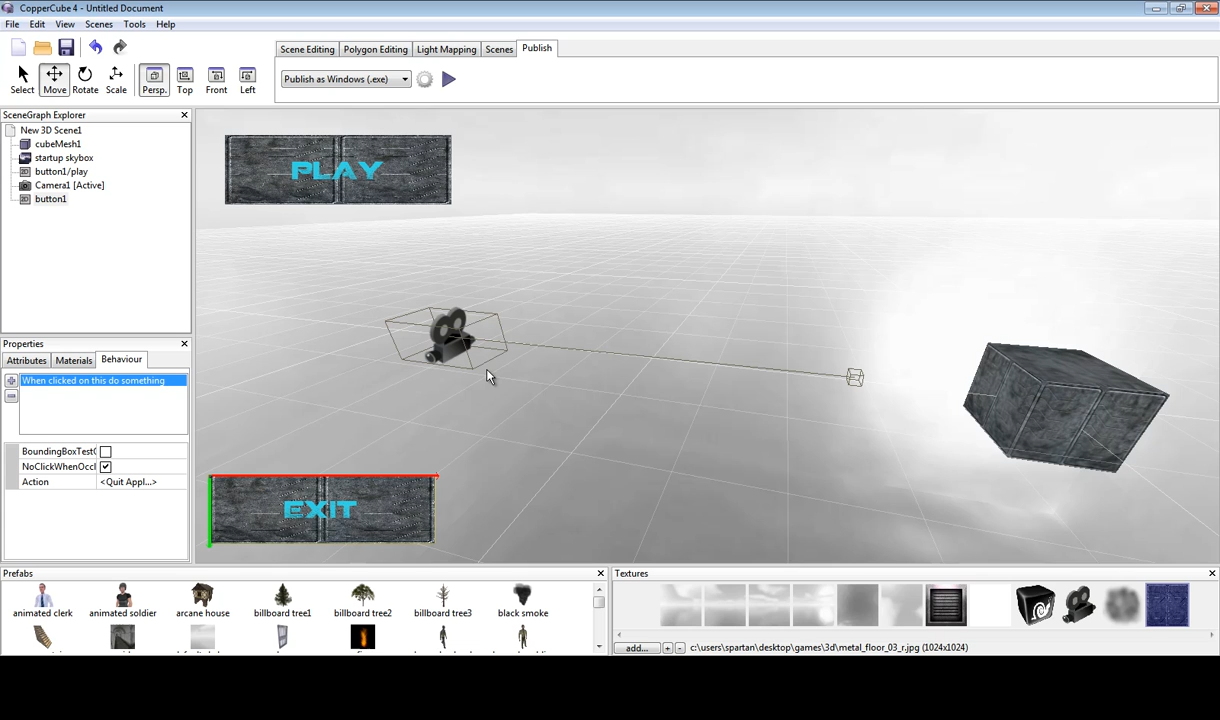 CopperCube 4 - Untitled Document
File Edit View Scenes Tools Help
Scene Editing Polygon Editing Light Mapping Scenes Publish
Select Move Rotate Scale Persp. Top Front Left
Publish as Windows (.exe)
SceneGraph Explorer
New 3D Scene1
cubeMesh1
startup skybox
button1/play
Camera1 [Active]
button1
PLAY
Properties
Attributes Materials Behaviour
When clicked on this do something
BoundingBoxTest
NoClickWhenOccl
Action <Quit Appl...>
EXIT
Prefabs
animated clerk animated soldier arcane house billboard tree1 billboard tree2 billboard tree3 black smoke
Textures
add... + - c:\users\spartan\desktop\games\3d\metal_floor_03_r.jpg (1024x1024)